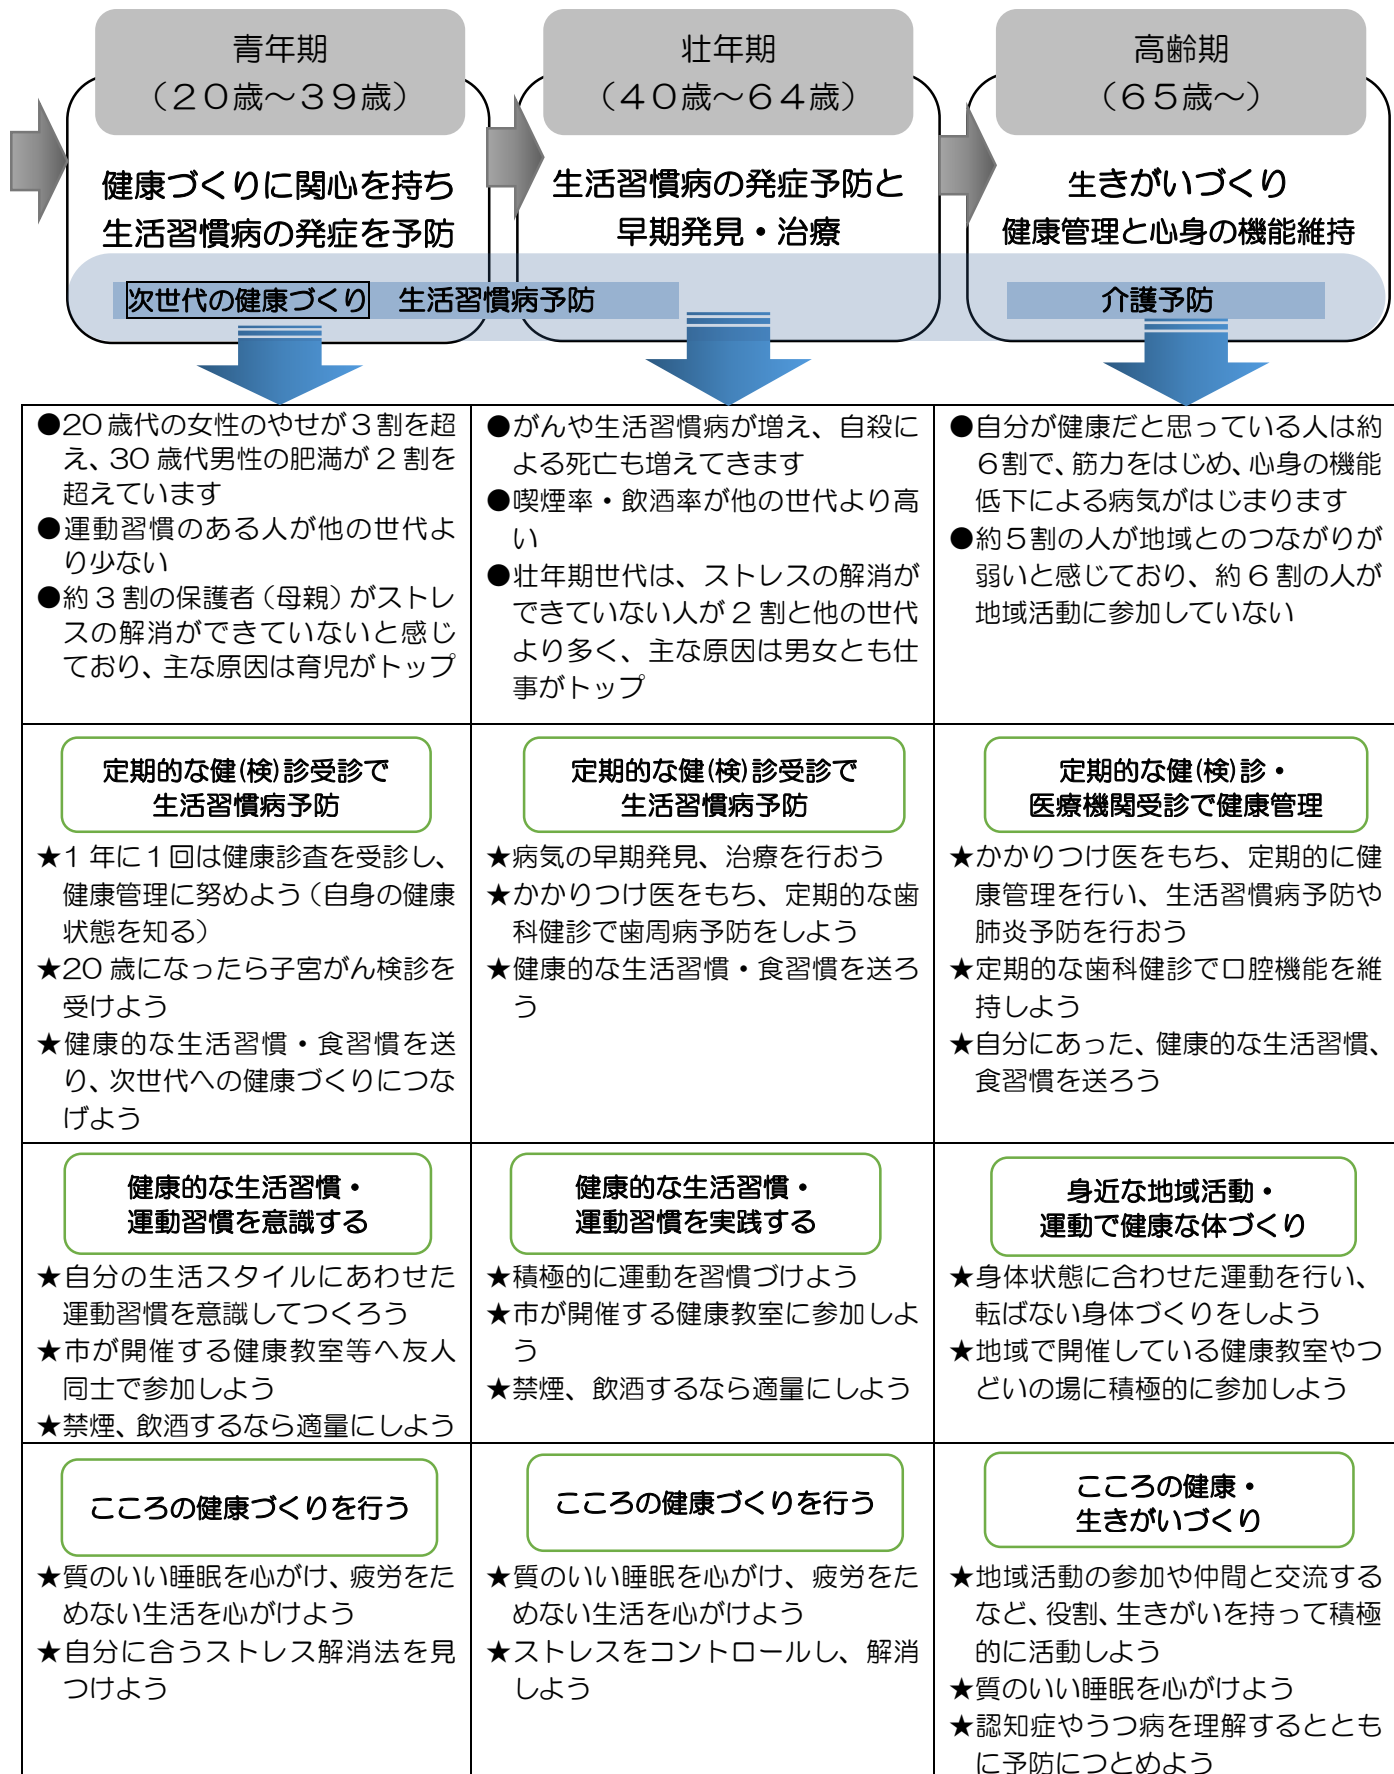 青年期
（２０歳～３９歳）
健康づくりに関心を持ち
生活習慣病の発症を予防
壮年期
（４０歳～６４歳）
生活習慣病の発症予防と
早期発見・治療
高齢期
（６５歳～）
生きがいづくり
健康管理と心身の機能維持
次世代の健康づくり　生活習慣病予防
介護予防
●20 歳代の女性のやせが３割を超
え、30 歳代男性の肥満が２割を
超えています
●運動習慣のある人が他の世代よ
り少ない
●約３割の保護者（母親）がストレ
スの解消ができていないと感じ
ており、主な原因は育児がトップ
●がんや生活習慣病が増え、自殺に
よる死亡も増えてきます
●喫煙率・飲酒率が他の世代より高
い
●壮年期世代は、ストレスの解消が
できていない人が２割と他の世代
より多く、主な原因は男女とも仕
事がトップ
●自分が健康だと思っている人は約
６割で、筋力をはじめ、心身の機能
低下による病気がはじまります
●約５割の人が地域とのつながりが
弱いと感じており、約６割の人が
地域活動に参加していない
定期的な健(検)診受診で
生活習慣病予防
★１年に１回は健康診査を受診し、
健康管理に努めよう（自身の健康
状態を知る）
★20 歳になったら子宮がん検診を
受けよう
★健康的な生活習慣・食習慣を送
り、次世代への健康づくりにつな
げよう
定期的な健(検)診受診で
生活習慣病予防
★病気の早期発見、治療を行おう
★かかりつけ医をもち、定期的な歯
科健診で歯周病予防をしよう
★健康的な生活習慣・食習慣を送ろ
う
定期的な健(検)診・
医療機関受診で健康管理
★かかりつけ医をもち、定期的に健
康管理を行い、生活習慣病予防や
肺炎予防を行おう
★定期的な歯科健診で口腔機能を維
持しよう
★自分にあった、健康的な生活習慣、
食習慣を送ろう
健康的な生活習慣・
運動習慣を意識する
★自分の生活スタイルにあわせた
運動習慣を意識してつくろう
★市が開催する健康教室等へ友人
同士で参加しよう
★禁煙、飲酒するなら適量にしよう
健康的な生活習慣・
運動習慣を実践する
★積極的に運動を習慣づけよう
★市が開催する健康教室に参加しよ
う
★禁煙、飲酒するなら適量にしよう
身近な地域活動・
運動で健康な体づくり
★身体状態に合わせた運動を行い、
転ばない身体づくりをしよう
★地域で開催している健康教室やつ
どいの場に積極的に参加しよう
こころの健康づくりを行う
★質のいい睡眠を心がけ、疲労をた
めない生活を心がけよう
★自分に合うストレス解消法を見
つけよう
こころの健康づくりを行う
★質のいい睡眠を心がけ、疲労をた
めない生活を心がけよう
★ストレスをコントロールし、解消
しよう
こころの健康・
生きがいづくり
★地域活動の参加や仲間と交流する
など、役割、生きがいを持って積極
的に活動しよう
★質のいい睡眠を心がけよう
★認知症やうつ病を理解するととも
に予防につとめよう